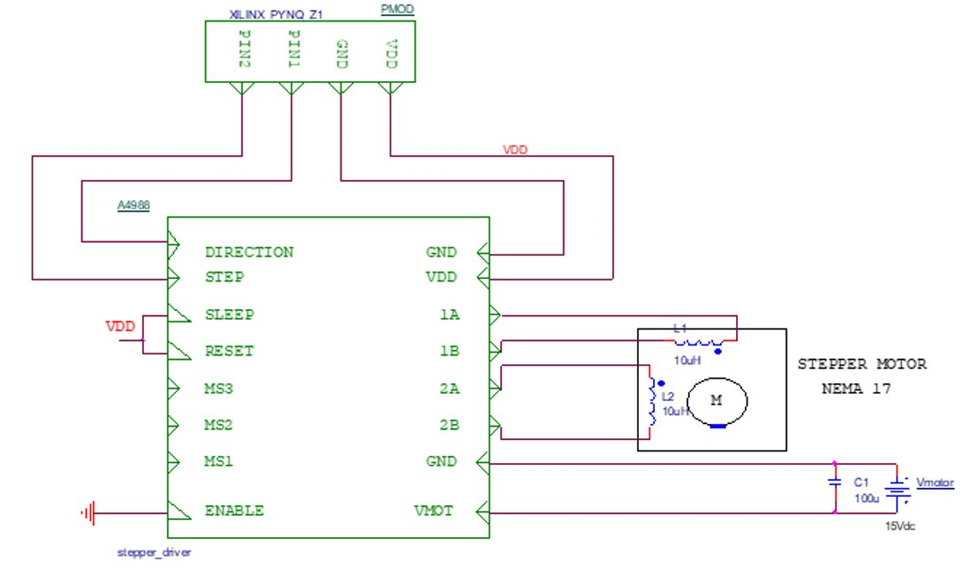 XILINX PYNQ Z1
PMOD
PIN2
PIN1
GND
VDD
VDD
A4988
DIRECTION
GND
STEP
VDD
SLEEP
1A
VDD
RESET
1B
MS3
2A
MS2
2B
MS1
GND
ENABLE
VMOT
L1
10uH
L2
10uH
M
STEPPER MOTOR
NEMA 17
C1
100u
Vmotor
15Vdc
stepper_driver